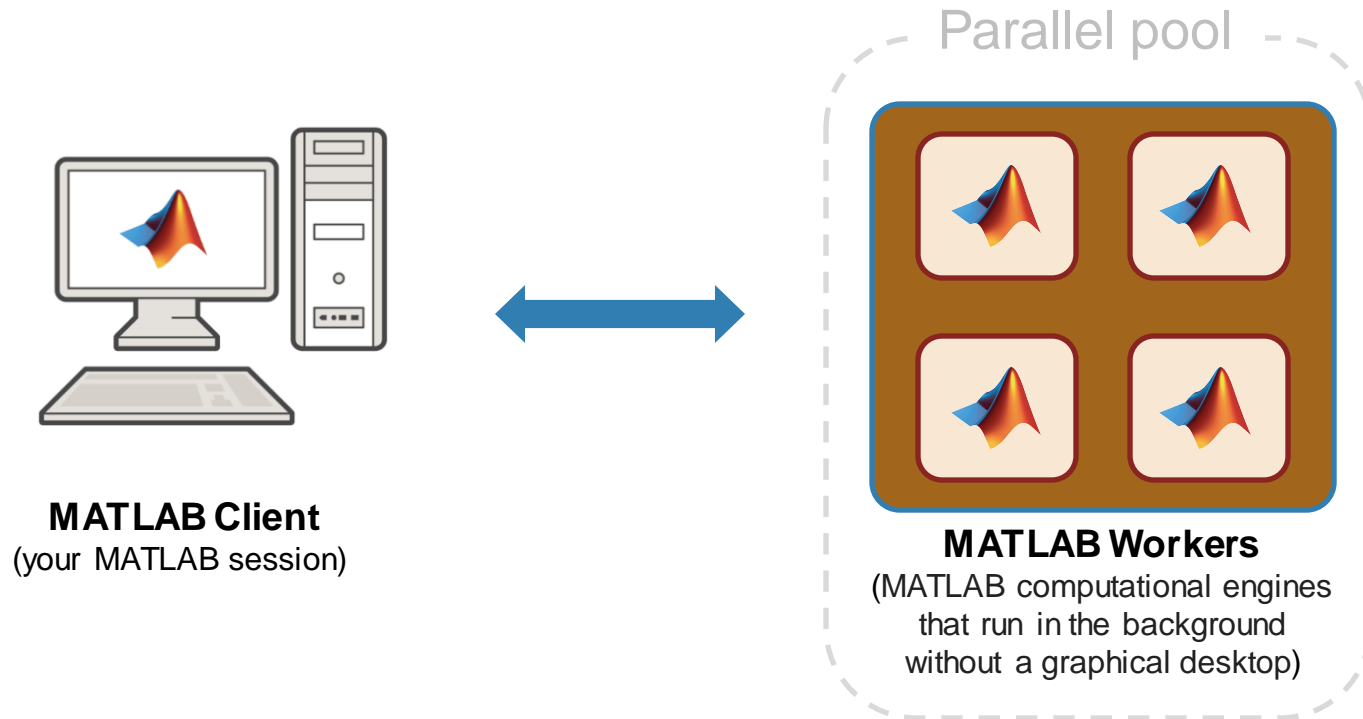 Parallel pool
MATLAB Client
(your MATLAB session)
MATLAB Workers
(MATLAB computational engines
that run in the background
without a graphical desktop)